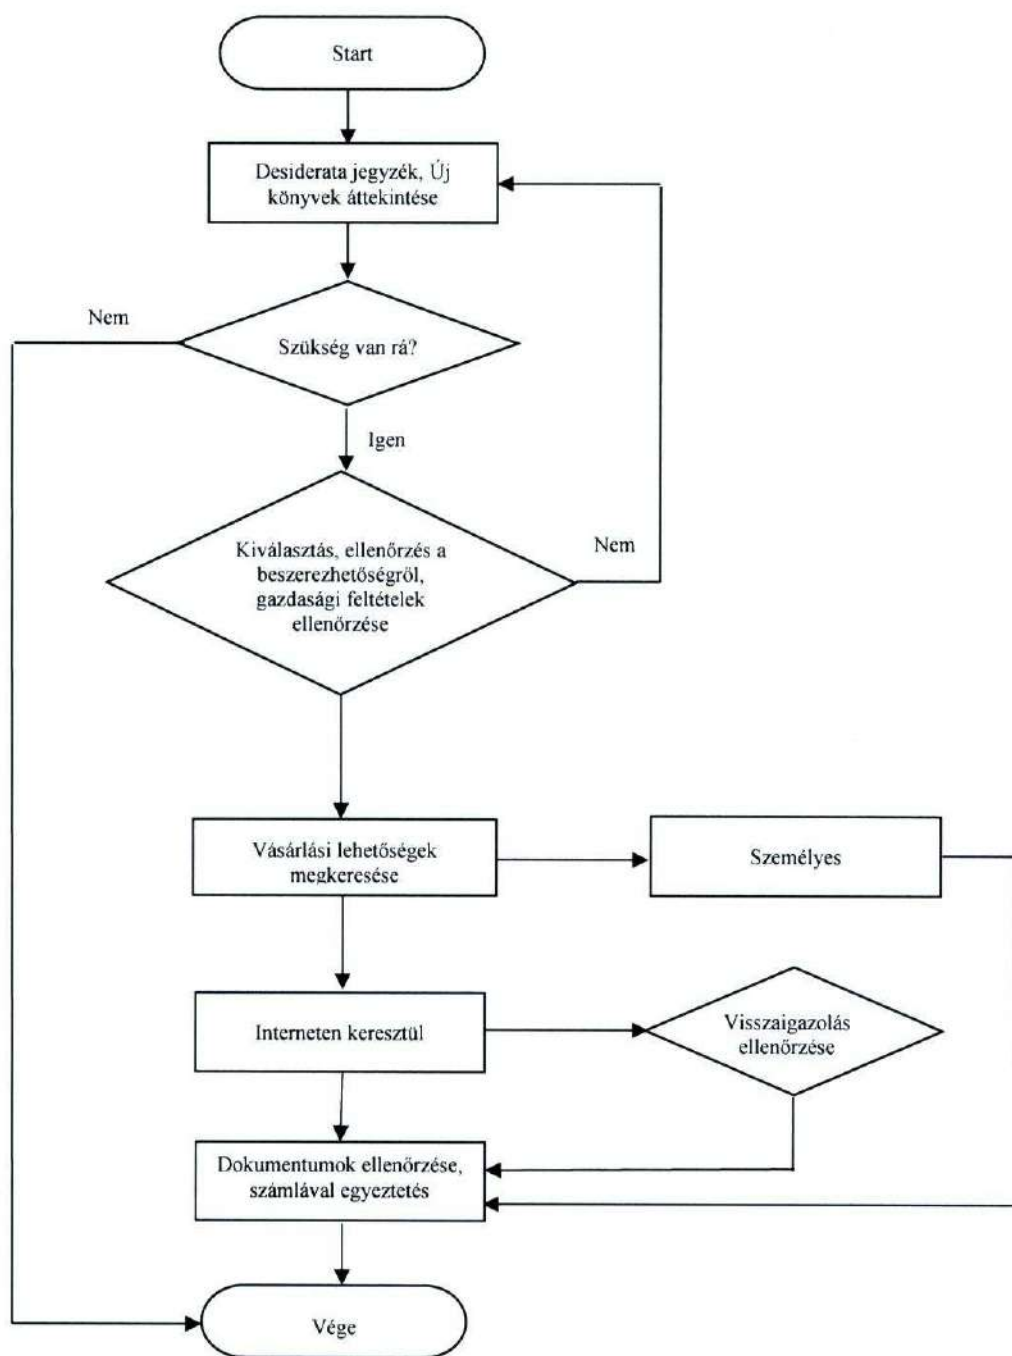 Start
Desiderata jegyzék, Új
könyvek áttekintése
Nem
Szükség van rá?
Igen
Kiválasztás, ellenőrzés a
beszerezhetőségről,
gazdasági feltételek
ellenőrzése
Nem
Vásárlási lehetőségek
megkeresése
Személyes
Interneten keresztül
Visszaigazolás
ellenőrzése
Dokumentumok ellenőrzése,
számlával egyeztetés
Vége